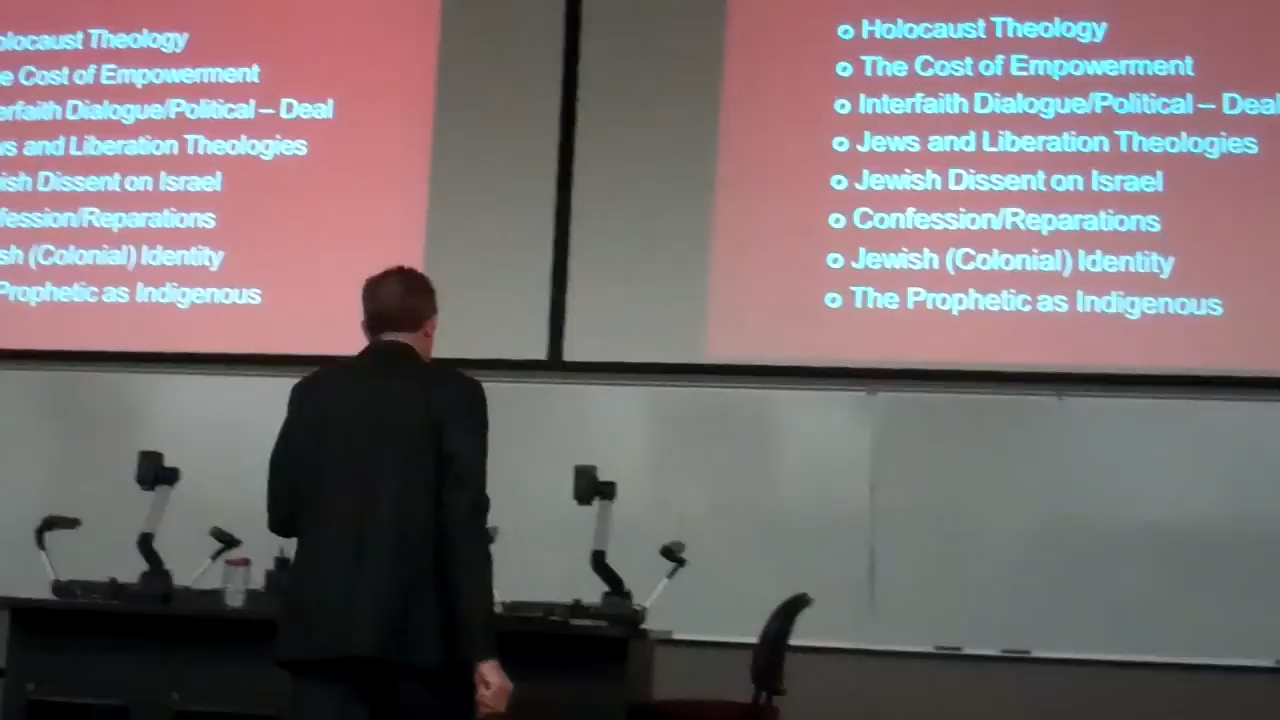 olocaust Theology
e Cost of Empowerment
erfaith Dialogue/Political – Deal
ws and Liberation Theologies
ish Dissent on Israel
fession/Reparations
sh (Colonial) Identity
Prophetic as Indigenous
Holocaust Theology
The Cost of Empowerment
Interfaith Dialogue/Political – Deal
Jews and Liberation Theologies
Jewish Dissent on Israel
Confession/Reparations
Jewish (Colonial) Identity
The Prophetic as Indigenous